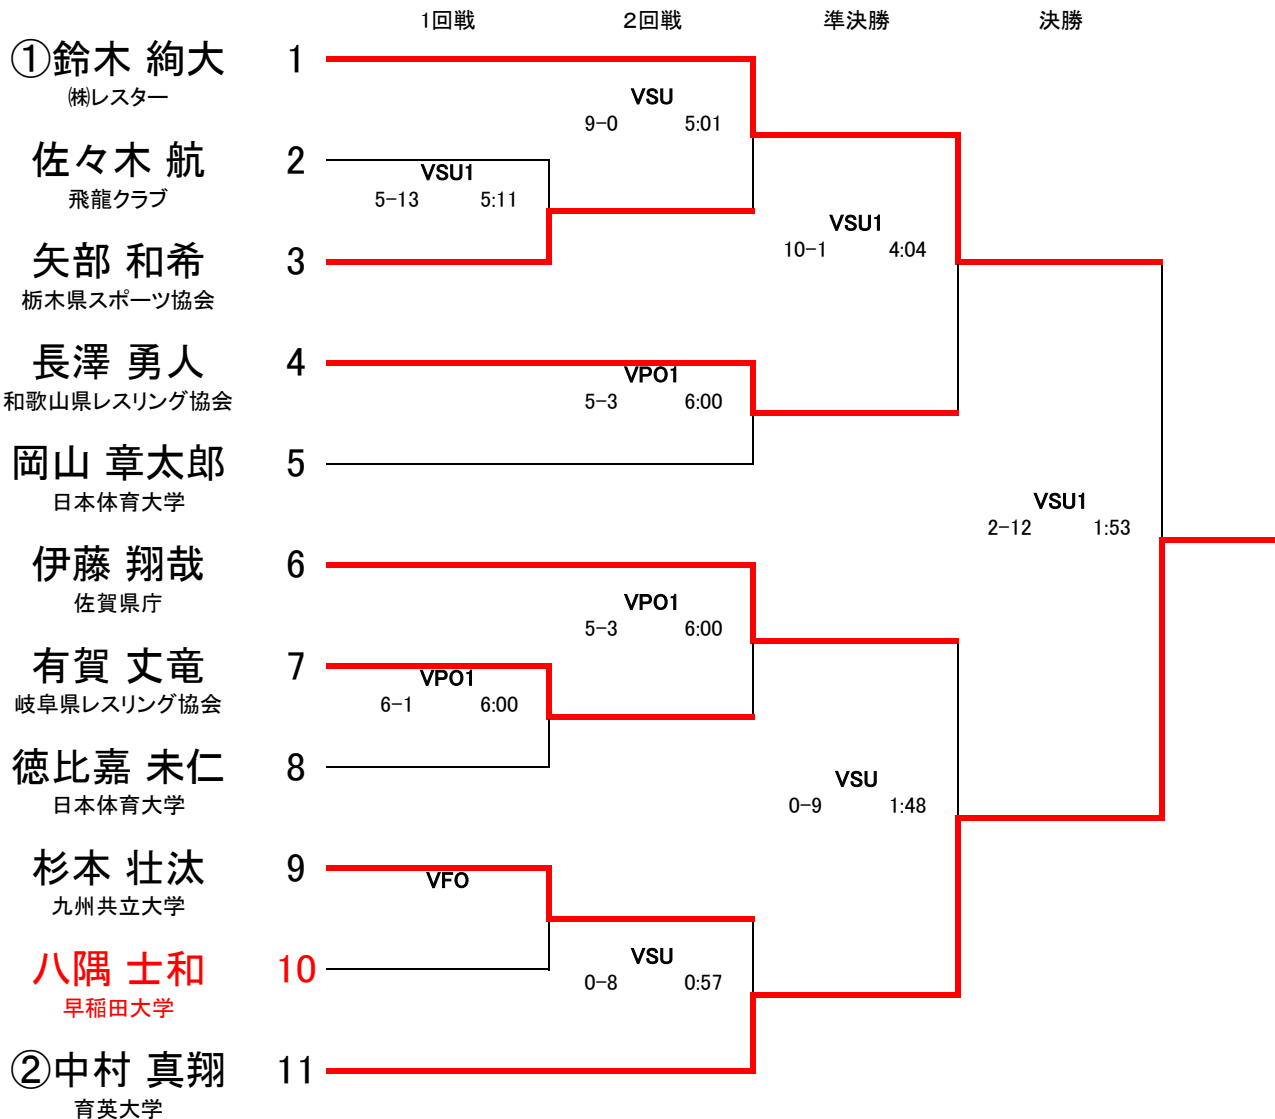 1回戦 2回戦 準決勝 決勝
①鈴木 絢大 1
㈱レスター
VSU
9-0 5:01
佐々木 航 2
飛龍クラブ
VSU1
5-13 5:11
矢部 和希 3
栃木県スポーツ協会
VSU1
10-1 4:04
長澤 勇人 4
和歌山県レスリング協会
VPO1
5-3 6:00
岡山 章太郎 5
日本体育大学
VSU1
2-12 1:53
伊藤 翔哉 6
佐賀県庁
VPO1
5-3 6:00
有賀 丈竜 7
岐阜県レスリング協会
VPO1
6-1 6:00
徳比嘉 未仁 8
日本体育大学
VSU
0-9 1:48
杉本 壮汰 9
九州共立大学
VFO
八隅 士和 10
早稲田大学
VSU
0-8 0:57
②中村 真翔 11
育英大学